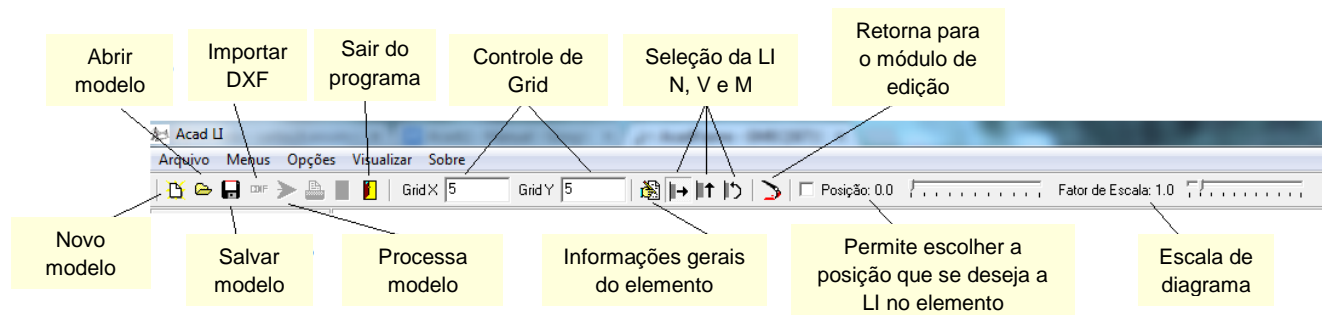 Abrir
modelo
Importar
DXF
Sair do
programa
Controle de
Grid
Seleção da LI
N, V e M
Retorna para
o módulo de
edição
Acad LI
Arquivo Menus Opções Visualizar Sobre
DXF Grid X 5 Grid Y 5 Posição: 0.0 Fator de Escala: 1.0
Novo
modelo
Salvar
modelo
Processa
modelo
Informações gerais
do elemento
Permite escolher a
posição que se deseja a
LI no elemento
Escala de
diagrama